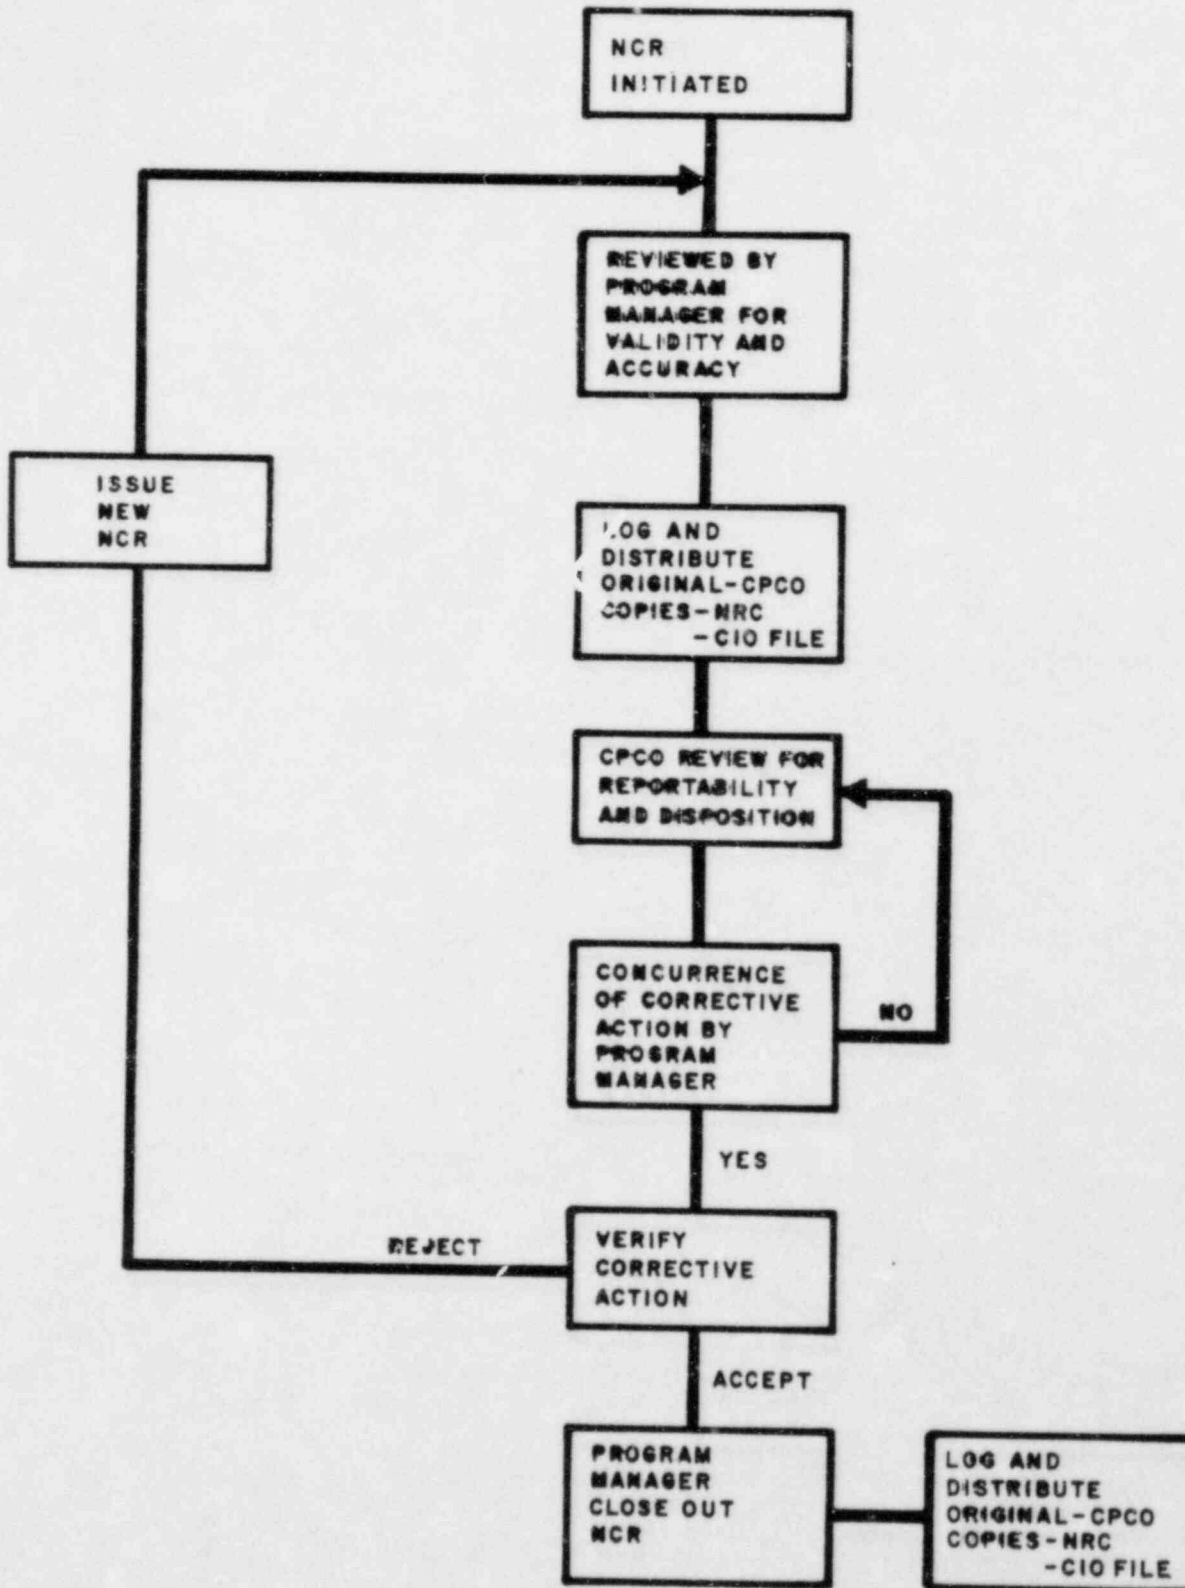 NCR
INITIATED
REVIEWED BY
PROGRAM
MANAGER FOR
VALIDITY AND
ACCURACY
ISSUE
NEW
NCR
LOG AND
DISTRIBUTE
ORIGINAL-CPCO
COPIES-NRC
-CIO FILE
CPCO REVIEW FOR
REPORTABILITY
AND DISPOSITION
CONCURRENCE
OF CORRECTIVE
ACTION BY
PROGRAM
MANAGER
NO
YES
REJECT
VERIFY
CORRECTIVE
ACTION
ACCEPT
PROGRAM
MANAGER
CLOSE OUT
NCR
LOG AND
DISTRIBUTE
ORIGINAL-CPCO
COPIES-NRC
-CIO FILE